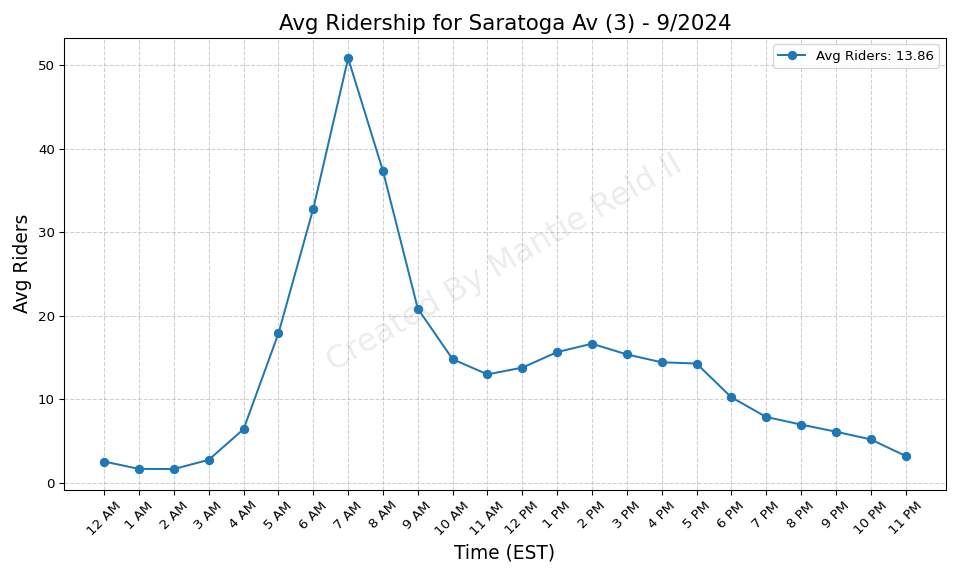 Avg Ridership for Saratoga Av (3) - 9/2024
Avg Riders: 13.86
Avg Riders
50
40
30
20
10
0
Created By Mantie Reid II
12 AM
1 AM
2 AM
3 AM
4 AM
5 AM
6 AM
7 AM
8 AM
9 AM
10 AM
11 AM
12 PM
1 PM
2 PM
3 PM
4 PM
5 PM
6 PM
7 PM
8 PM
9 PM
10 PM
11 PM
Time (EST)